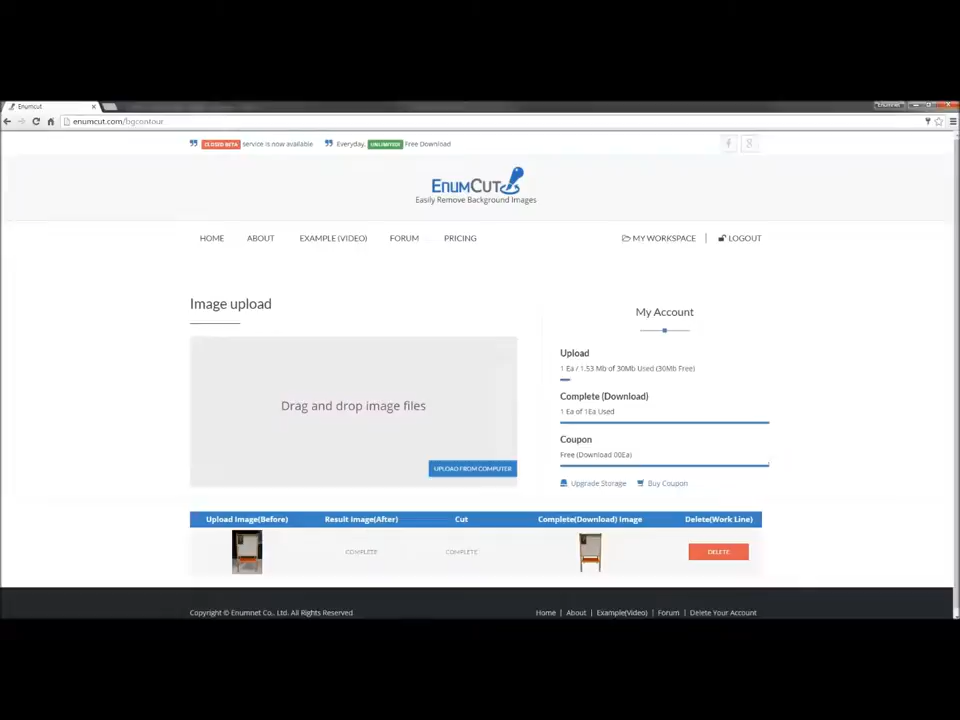 Enumcut
enumcut.com/bgcontour
CLOSED BETA service is now available Everyday, UNLIMITED! Free Download
ENUMCUT
Easily Remove Background Images
HOME ABOUT EXAMPLE (VIDEO) FORUM PRICING MY WORKSPACE | LOGOUT
Image upload
My Account
Drag and drop image files
UPLOAD FROM COMPUTER
Upload
1 Ea / 1.53 Mb of 30Mb Used (30Mb Free)
Complete (Download)
1 Ea of 1Ea Used
Coupon
Free (Download 00Ea)
Upgrade Storage Buy Coupon
Upload Image(Before) Result Image(After) Cut Complete(Download) Image Delete(Work Line)
COMPLETE COMPLETE DELETE
Copyright © Enumnet Co., Ltd. All Rights Reserved Home | About | Example(Video) | Forum | Delete Your Account